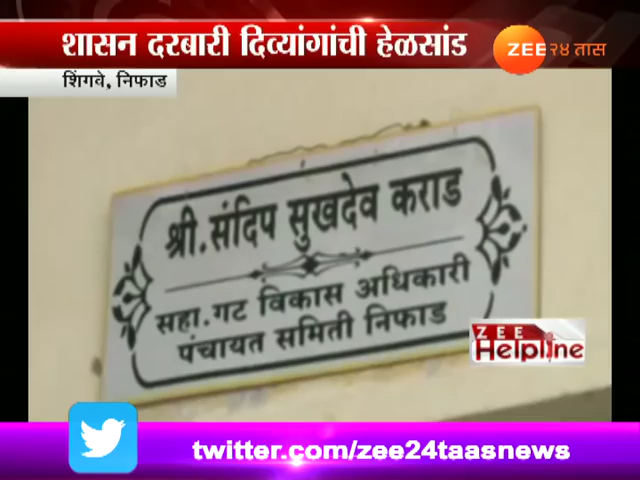 शासन दरबारी दिव्यांगांची हेळसांड
ZEE २४ तास
शिंगवे, निफाड
श्री. संदिप सुखदेव कराड
सहा. गट विकास अधिकारी
पंचायत समिती निफाड
ZEE
Helpline
twitter.com/zee24taasnews